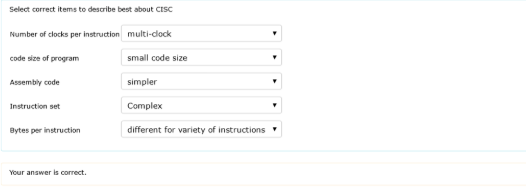 Select correct items to describe best about CISC
Number of clocks per instruction multi-clock
code size of program small code size
Assembly code simpler
Instruction set Complex
Bytes per instruction different for variety of instructions
Your answer is correct.